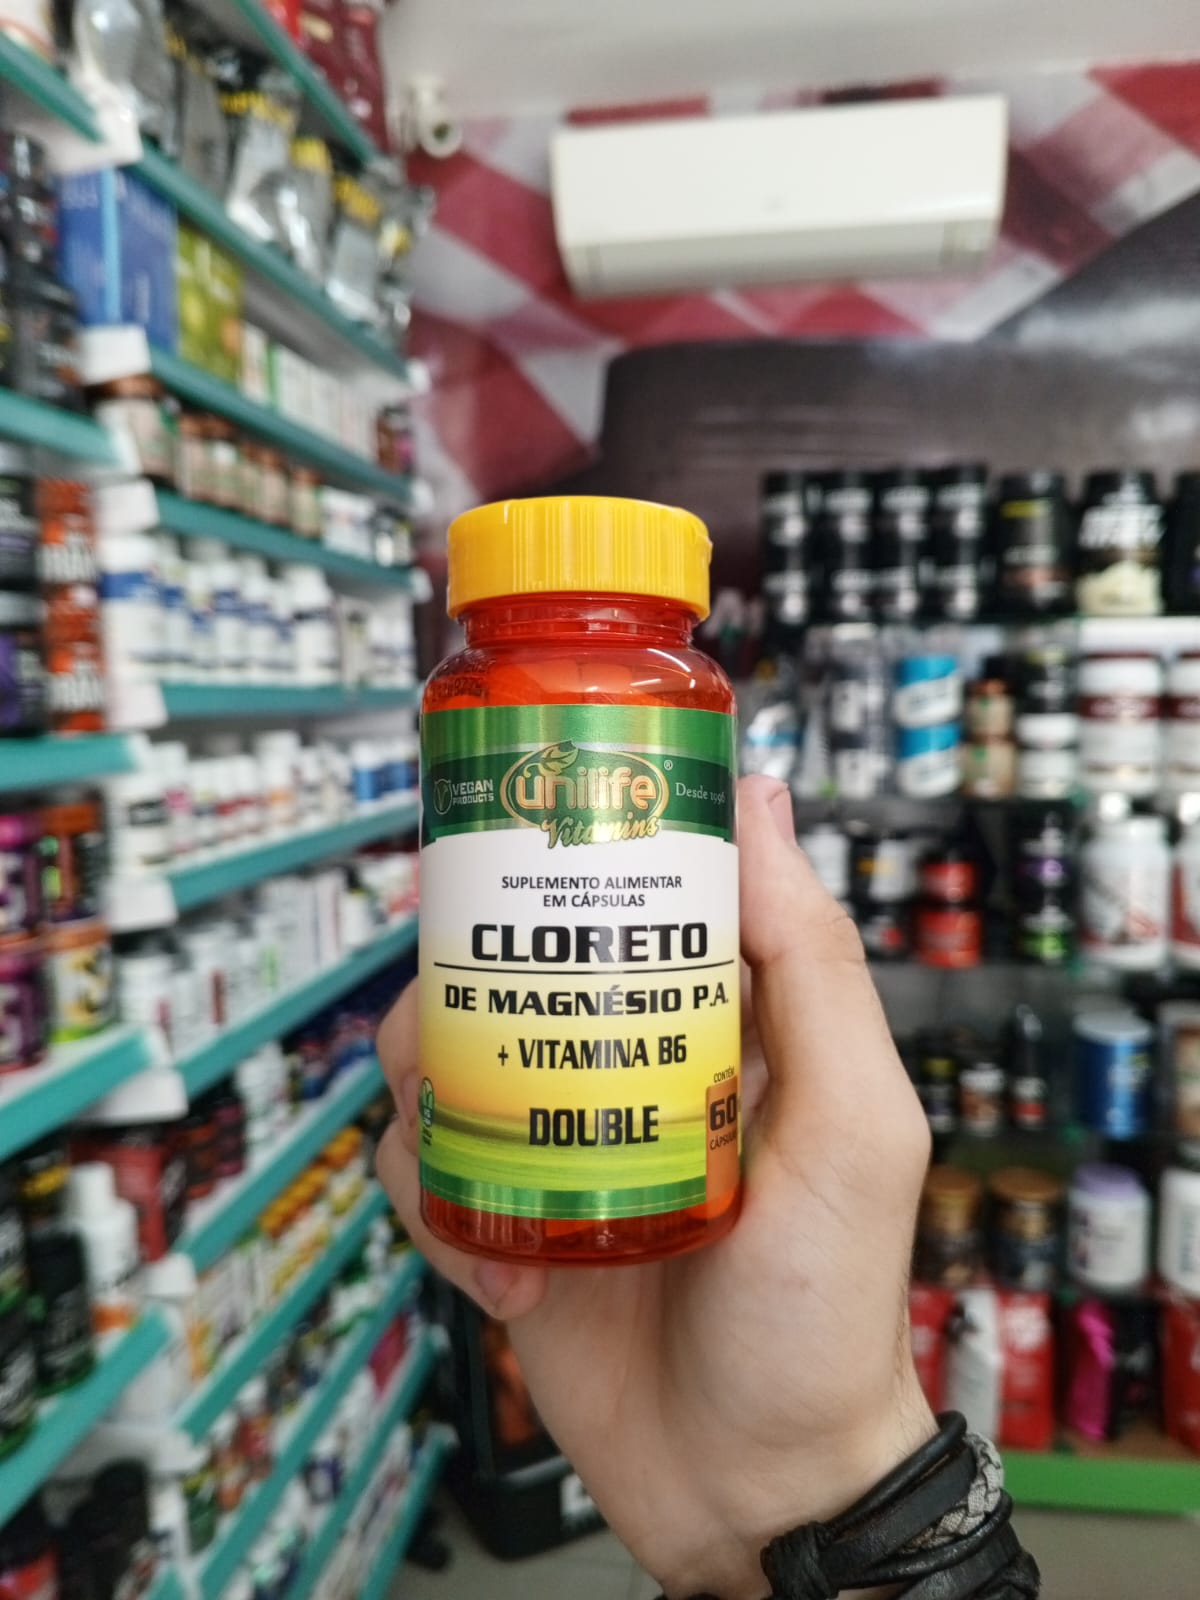 VEGAN
PRODUCTS
unilife®
Vitamins
Desde 1996
SUPLEMENTO ALIMENTAR
EM CÁPSULAS
CLORETO
DE MAGNÉSIO P.A.
+ VITAMINA B6
DOUBLE
CONTÉM
60
CÁPSULAS